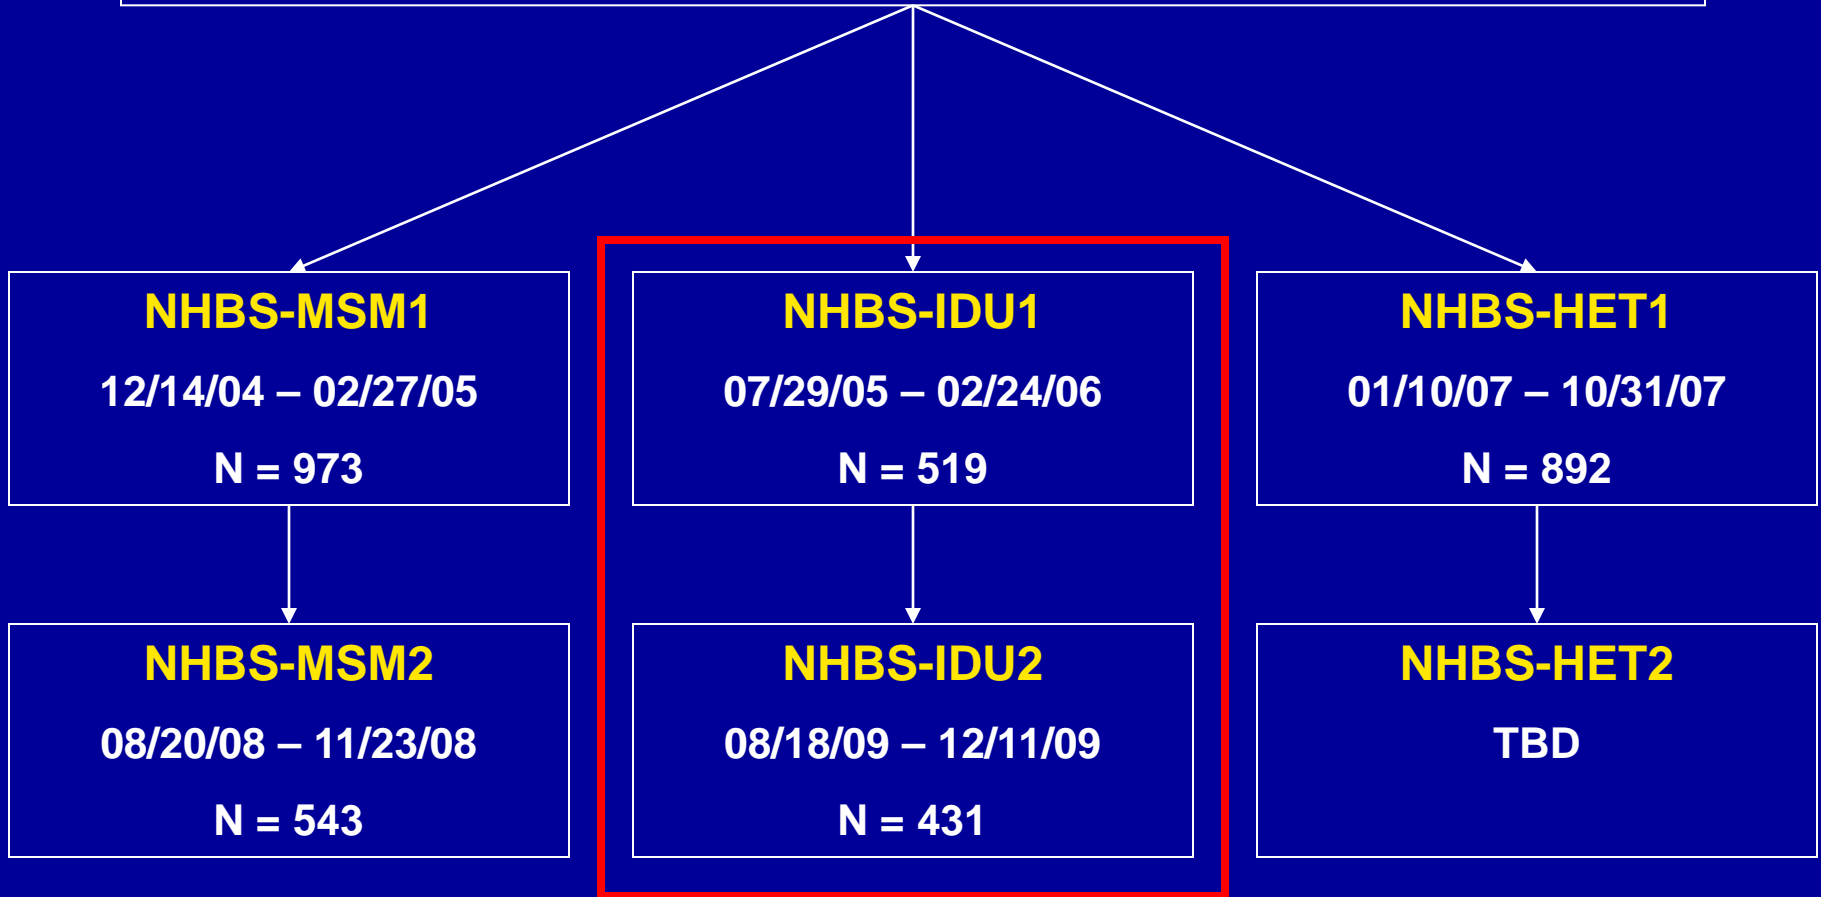 NHBS-MSM1
12/14/04 – 02/27/05
N = 973
NHBS-IDU1
07/29/05 – 02/24/06
N = 519
NHBS-HET1
01/10/07 – 10/31/07
N = 892
NHBS-MSM2
08/20/08 – 11/23/08
N = 543
NHBS-IDU2
08/18/09 – 12/11/09
N = 431
NHBS-HET2
TBD